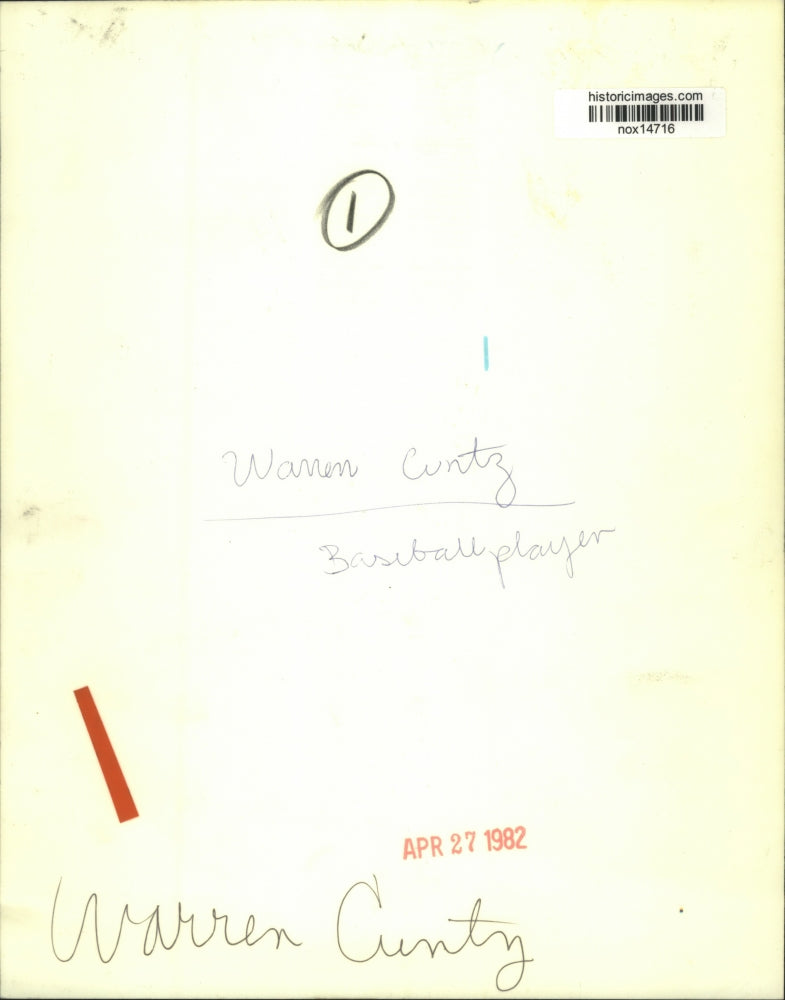 historicimages.com
nox14716
1
Warren Cuntz
Baseball player
APR 27 1982
Warren Cuntz